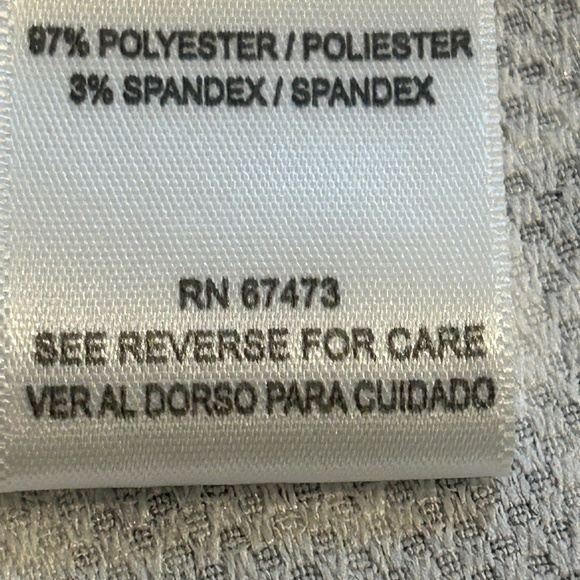 97% POLYESTER / POLIESTER
3% SPANDEX / SPANDEX
RN 67473
SEE REVERSE FOR CARE
VER AL DORSO PARA CUIDADO